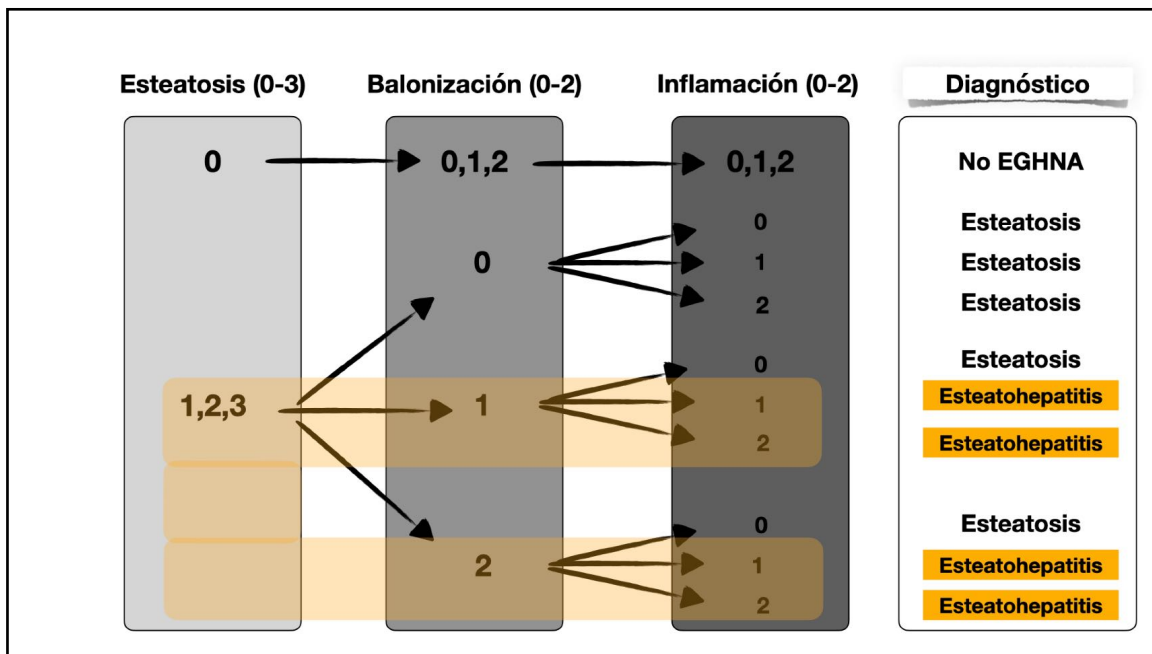 Esteatosis (0-3) Balonización (0-2) Inflamación (0-2) Diagnóstico
0 0,1,2 0,1,2 No EGHNA
0 Esteatosis
0 1 Esteatosis
2 Esteatosis
0 Esteatosis
1,2,3 1 1 Esteatohepatitis
2 Esteatohepatitis
0 Esteatosis
2 1 Esteatohepatitis
2 Esteatohepatitis